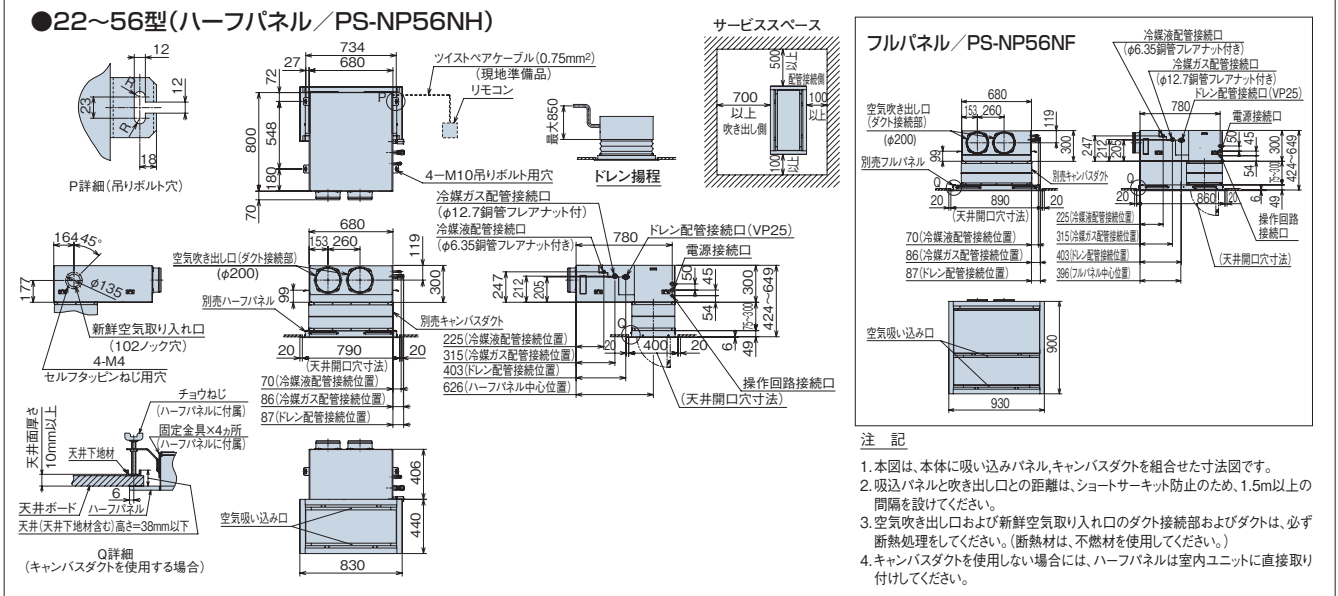 ●22～56型(ハーフパネル／PS-NP56NH)
12
12
23
R
R
18
P詳細(吊りボルト穴)
734
27
680
72
P
800
548
180
70
ツイストペアケーブル(0.75mm²)
(現地準備品)
リモコン
4－M10吊りボルト用穴
最大850
ドレン揚程
サービススペース
500
以上
配管接続側
700
以上
吹き出し側
100
以上
100
以上
冷媒ガス配管接続口
(φ12.7銅管フレアナット付)
冷媒液配管接続口
(φ6.35銅管フレアナット付き)
164
45°
177
φ135
新鮮空気取り入れ口
(102ノック穴)
4-M4
セルフタッピンねじ用穴
680
153
260
119
空気吹き出し口(ダクト接続部)
(φ200)
99
300
別売ハーフパネル
別売キャンバスダクト
20
790
20
(天井開口穴寸法)
70(冷媒液配管接続位置)
86(冷媒ガス配管接続位置)
87(ドレン配管接続位置)
780
ドレン配管接続口(VP25)
電源接続口
247
212
205
50
45
54
300
75~300
424~649
Q
20
400
20
6
49
225(冷媒液配管接続位置)
315(冷媒ガス配管接続位置)
403(ドレン配管接続位置)
626(ハーフパネル中心位置)
操作回路接続口
(天井開口穴寸法)
天井面厚さ
10mm以上
チョウねじ
(ハーフパネルに付属)
固定金具×4ヵ所
(ハーフパネルに付属)
天井下地材
6
天井ボード
ハーフパネル
天井(天井下地材含む)高さ=38mm以下
Q詳細
(キャンバスダクトを使用する場合)
空気吸い込み口
406
440
830
フルパネル／PS-NP56NF
冷媒液配管接続口
(φ6.35銅管フレアナット付き)
冷媒ガス配管接続口
(φ12.7銅管フレアナット付き)
ドレン配管接続口(VP25)
780
電源接続口
680
153
260
119
空気吹き出し口
(ダクト接続部)
(φ200)
99
300
別売フルパネル
別売キャンバスダクト
Q
20
890
20
(天井開口穴寸法)
70(冷媒液配管接続位置)
86(冷媒ガス配管接続位置)
87(ドレン配管接続位置)
247
212
205
50
45
54
300
75~300
424~649
20
860
20
6
49
225(冷媒液配管接続位置)
315(冷媒ガス配管接続位置)
403(ドレン配管接続位置)
396(フルパネル中心位置)
操作回路
接続口
(天井開口穴寸法)
空気吸い込み口
900
930
注 記
1.本図は、本体に吸い込みパネル,キャンバスダクトを組合せた寸法図です。
2.吸込パネルと吹き出し口との距離は、ショートサーキット防止のため、1.5m以上の
間隔を設けてください。
3.空気吹き出し口および新鮮空気取り入れ口のダクト接続部およびダクトは、必ず
断熱処理をしてください。(断熱材は、不燃材を使用してください。)
4.キャンバスダクトを使用しない場合には、ハーフパネルは室内ユニットに直接取り
付けしてください。